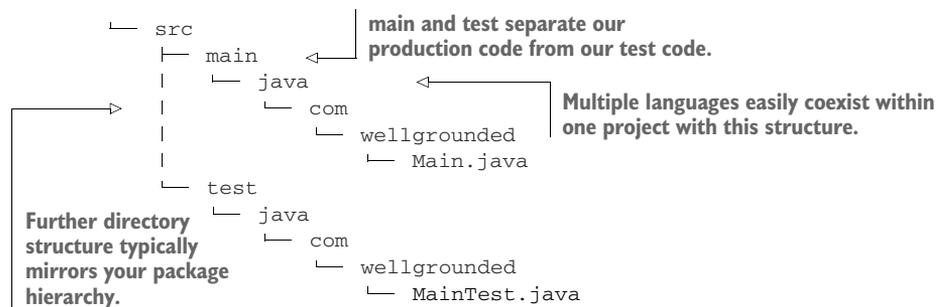 src
main and test separate our
production code from our test code.
main
java
Multiple languages easily coexist within
one project with this structure.
com
wellgrounded
Main.java
test
java
Further directory
structure typically
mirrors your package
hierarchy.
com
wellgrounded
MainTest.java